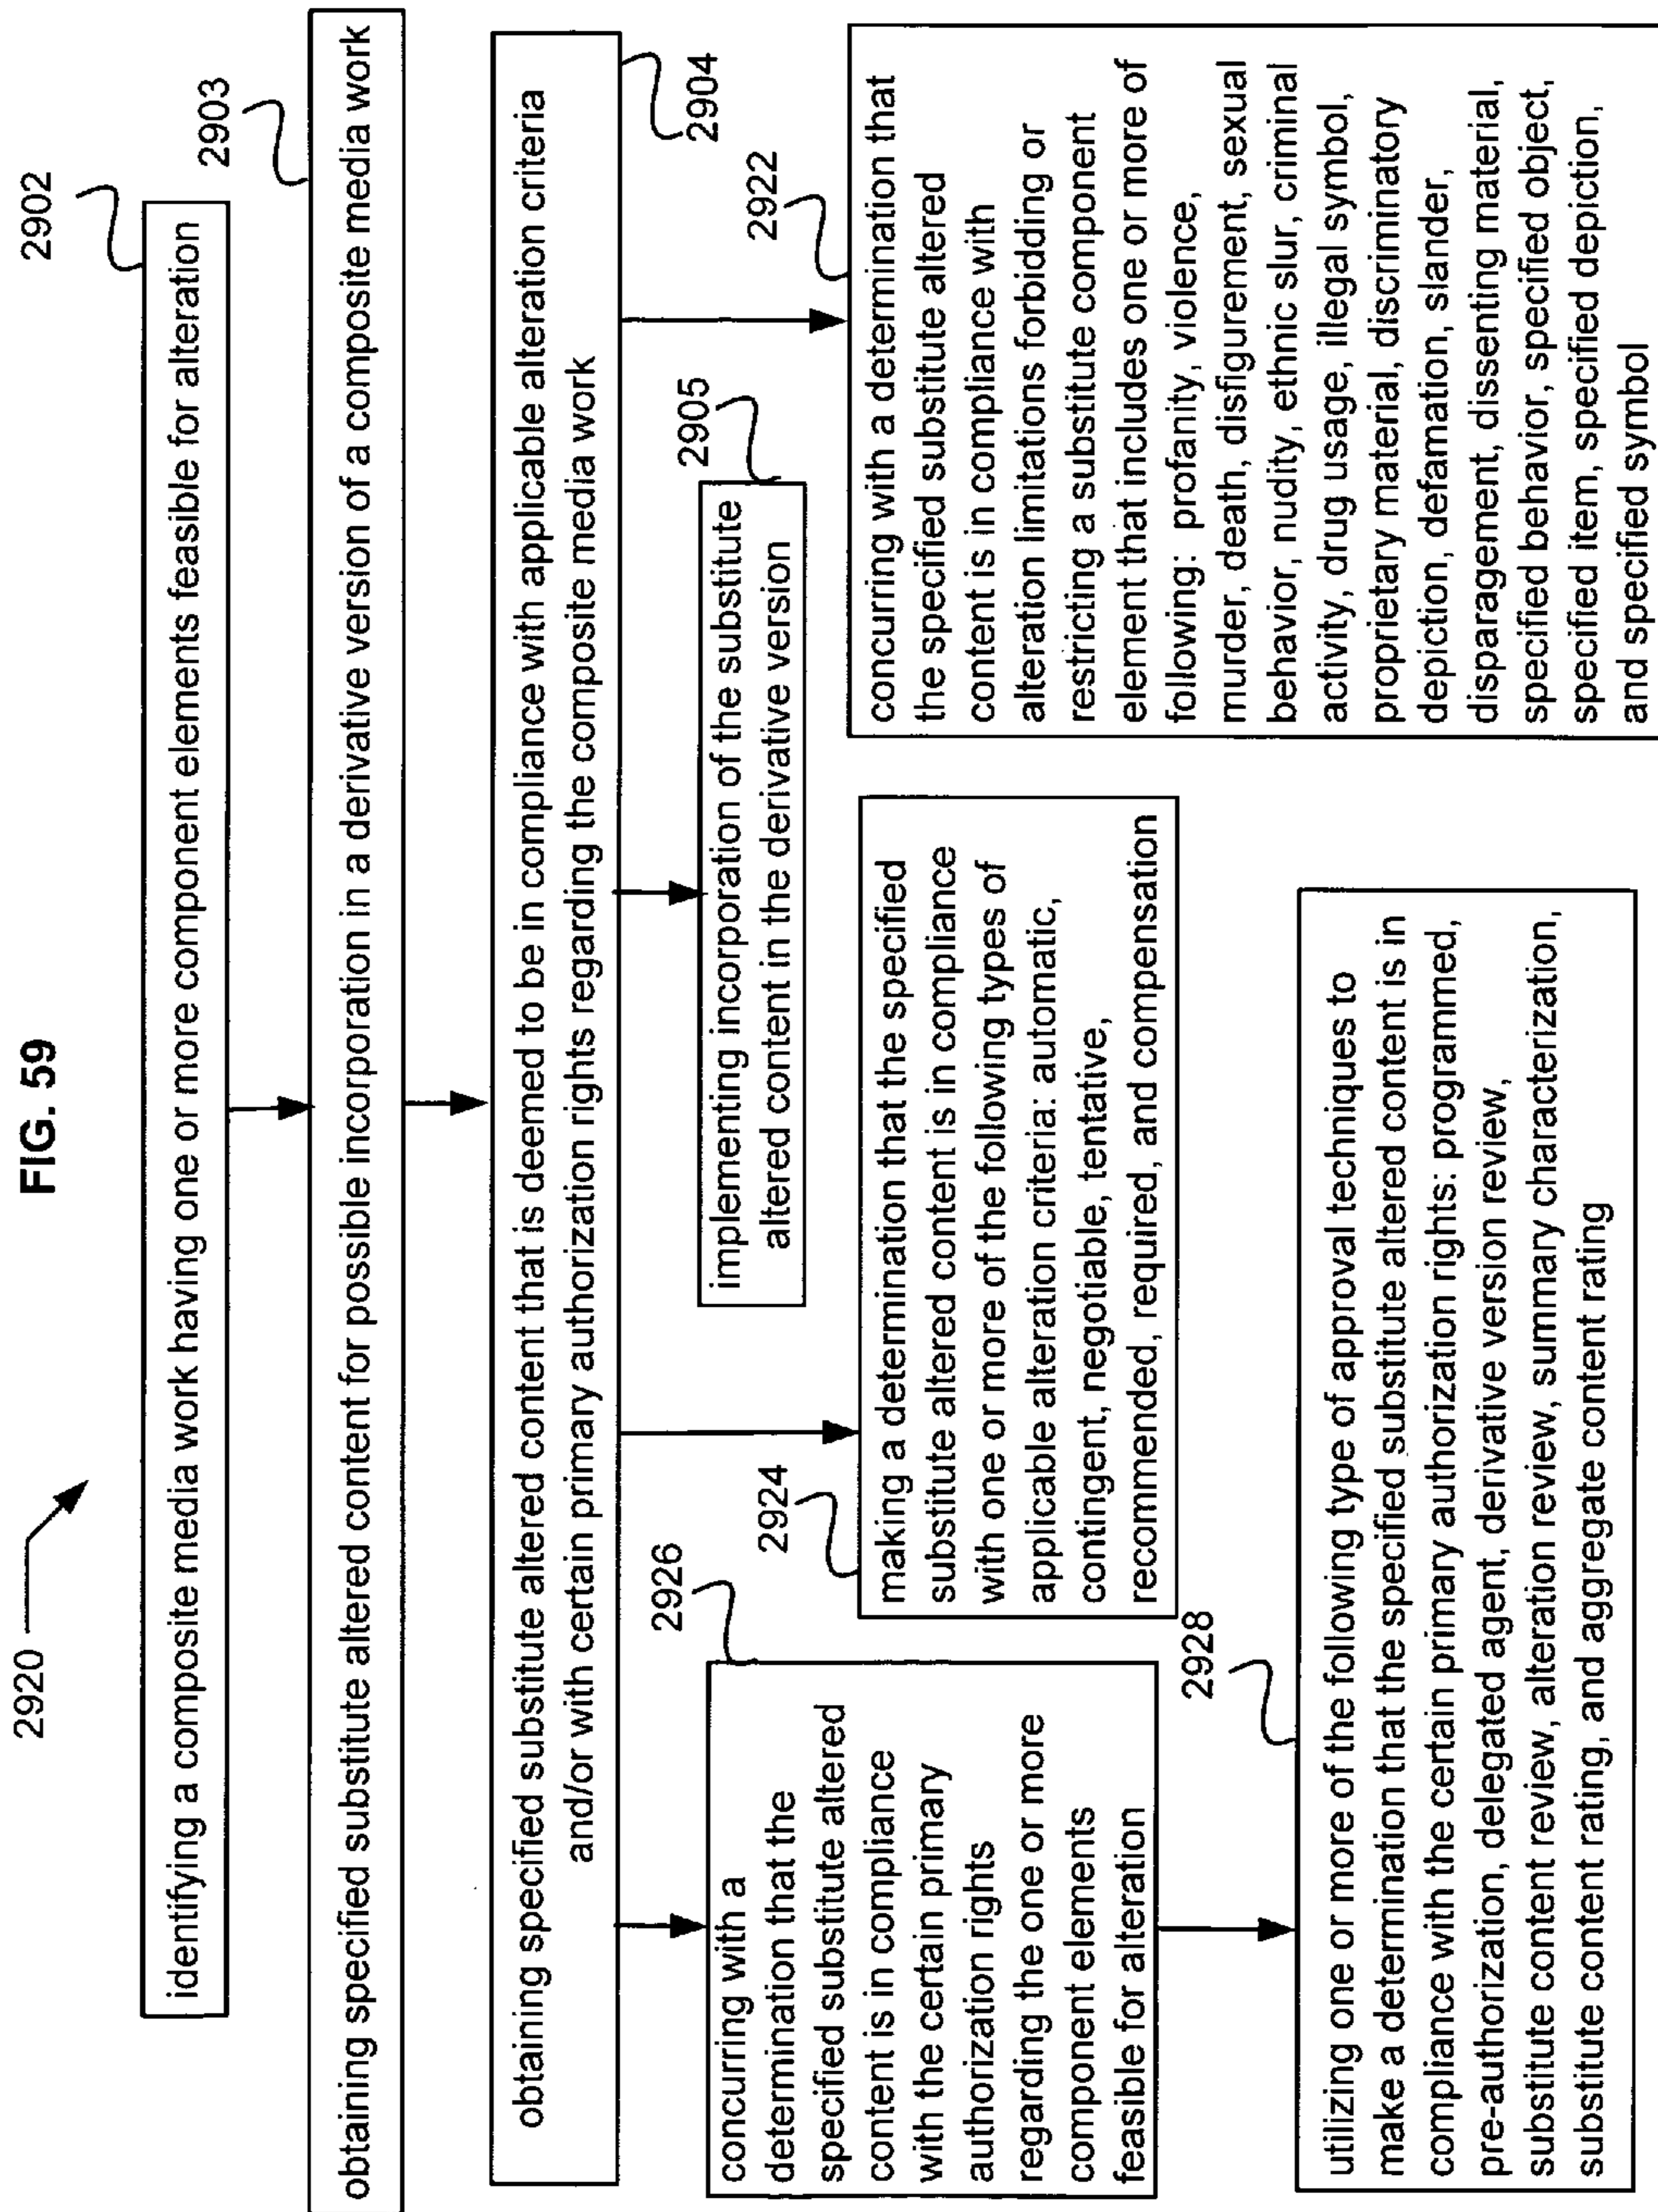 FIG. 59
2920
2902
identifying a composite media work having one or more component elements feasible for alteration
2903
obtaining specified substitute altered content for possible incorporation in a derivative version of a composite media work
obtaining specified substitute altered content that is deemed to be in compliance with applicable alteration criteria
and/or with certain primary authorization rights regarding the composite media work
2904
2926
concurring with a
determination that the
specified substitute altered
content is in compliance
with the certain primary
authorization rights
regarding the one or more
component elements
feasible for alteration
2924
making a determination that the specified
substitute altered content is in compliance
with one or more of the following types of
applicable alteration criteria: automatic,
contingent, negotiable, tentative,
recommended, required, and compensation
2905
implementing incorporation of the substitute
altered content in the derivative version
2922
concurring with a determination that
the specified substitute altered
content is in compliance with
alteration limitations forbidding or
restricting a substitute component
element that includes one or more of
following: profanity, violence,
murder, death, disfigurement, sexual
behavior, nudity, ethnic slur, criminal
activity, drug usage, illegal symbol,
proprietary material, discriminatory
depiction, defamation, slander,
disparagement, dissenting material,
specified behavior, specified object,
specified item, specified depiction,
and specified symbol
2928
utilizing one or more of the following type of approval techniques to
make a determination that the specified substitute altered content is in
compliance with the certain primary authorization rights: programmed,
pre-authorization, delegated agent, derivative version review,
substitute content review, alteration review, summary characterization,
substitute content rating, and aggregate content rating